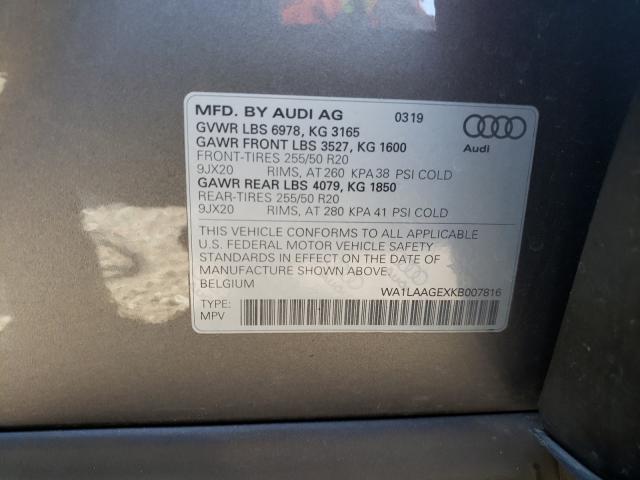 MFD. BY AUDI AG 0319
GVWR LBS 6978, KG 3165
GAWR FRONT LBS 3527, KG 1600
FRONT-TIRES 255/50 R20
9JX20 RIMS, AT 260 KPA 38 PSI COLD
GAWR REAR LBS 4079, KG 1850
REAR-TIRES 255/50 R20
9JX20 RIMS, AT 280 KPA 41 PSI COLD
Audi
THIS VEHICLE CONFORMS TO ALL APPLICABLE
U.S. FEDERAL MOTOR VEHICLE SAFETY
STANDARDS IN EFFECT ON THE DATE OF
MANUFACTURE SHOWN ABOVE.
BELGIUM
WA1LAAGEXKB007816
TYPE:
MPV